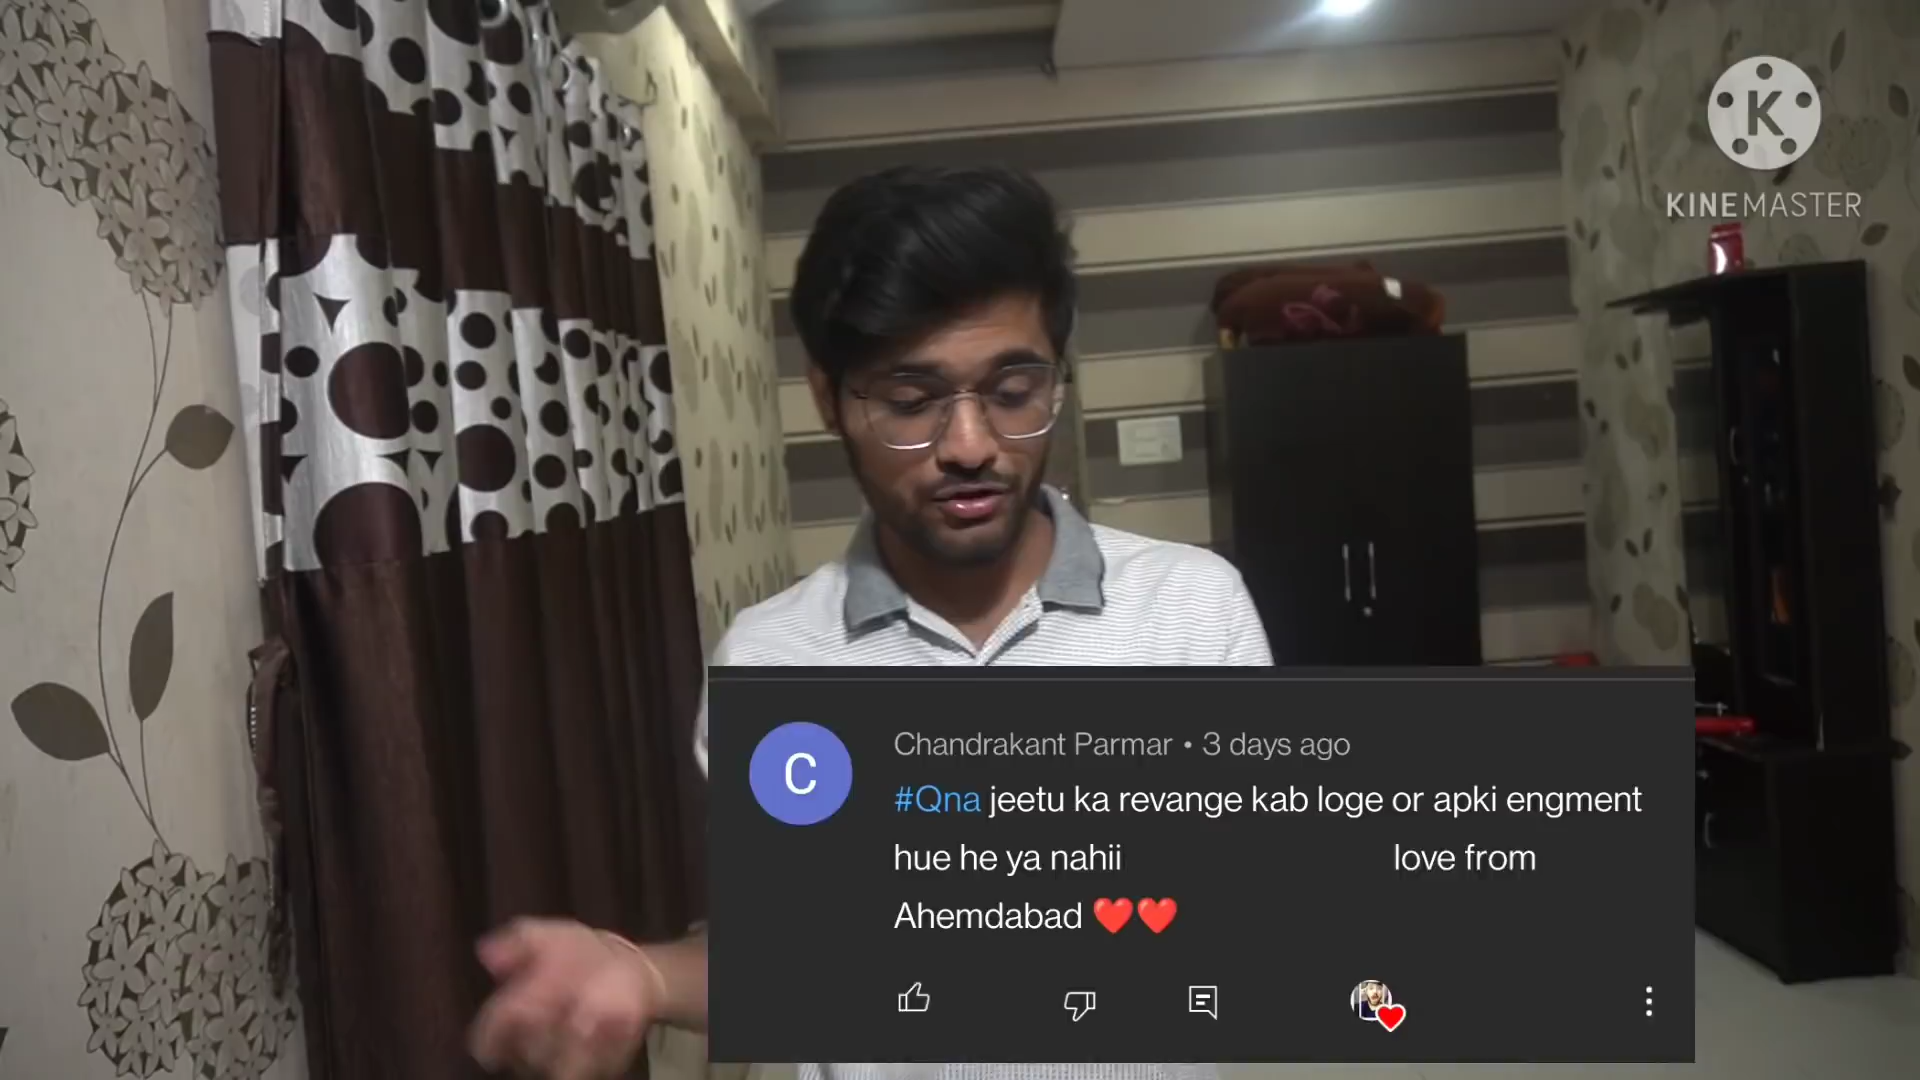 K
KINEMASTER
C
Chandrakant Parmar • 3 days ago
#Qna jeetu ka revange kab loge or apki engment
hue he ya nahii love from
Ahemdabad ❤️❤️